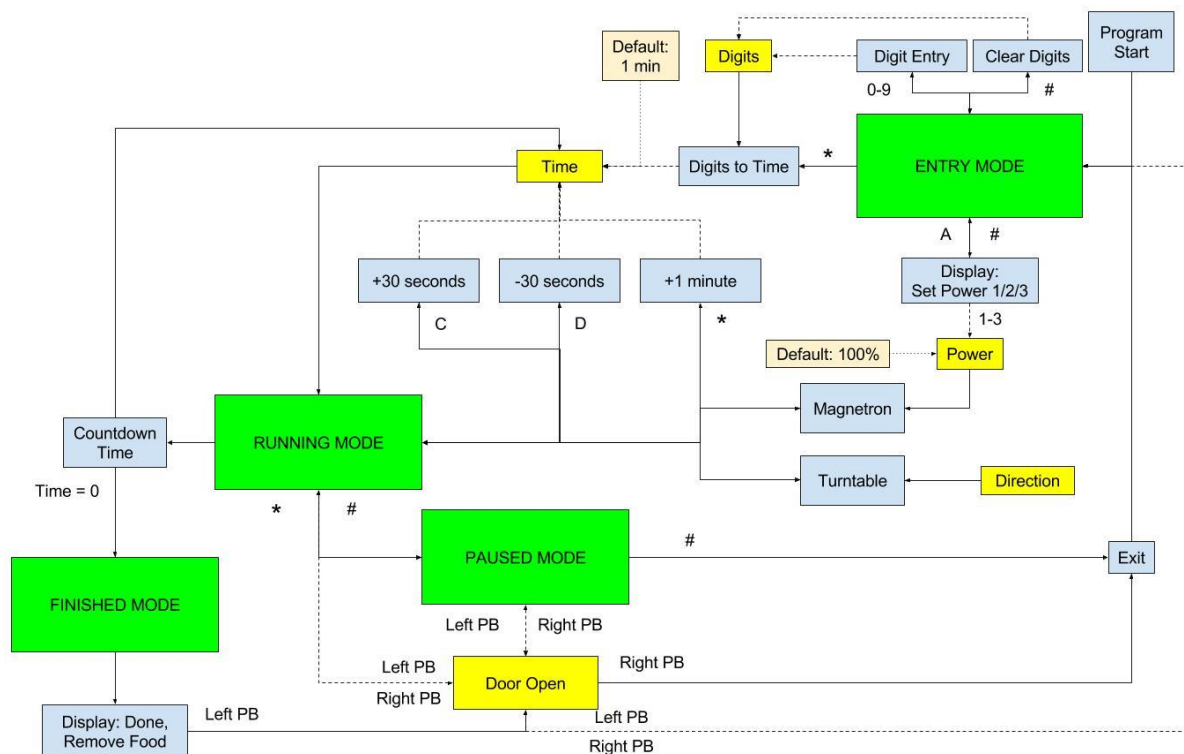 Program
Start
Default:
1 min
Digits
Digit Entry
Clear Digits
0-9
#
ENTRY MODE
Time
Digits to Time
*
A
#
+30 seconds
-30 seconds
+1 minute
Display:
Set Power 1/2/3
C
D
*
1-3
Default: 100%
Power
Magnetron
Countdown
Time
RUNNING MODE
Turntable
Direction
Time = 0
*
#
PAUSED MODE
#
Exit
FINISHED MODE
Left PB
Right PB
Left PB
Right PB
Door Open
Right PB
Display: Done,
Remove Food
Left PB
Left PB
Right PB